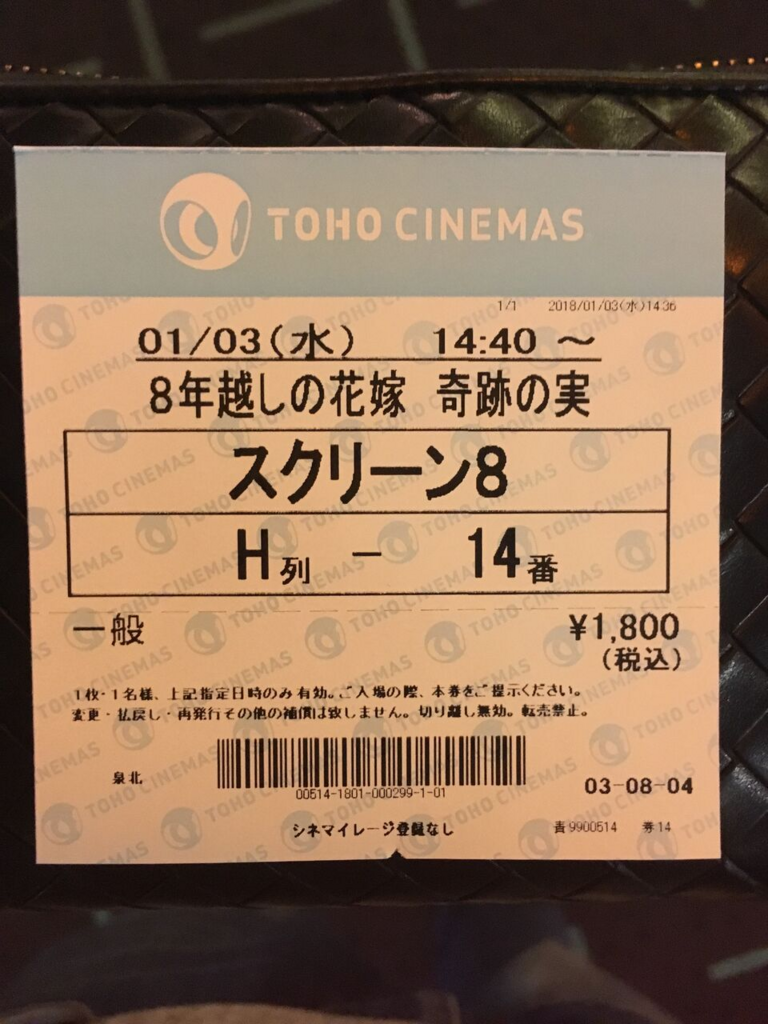 TOHO CINEMAS
1/1 2018/01/03(水)14:36
01/03(水) 14:40 ～
8年越しの花嫁 奇跡の実
スクリーン8
H列 － 14番
一般 ¥1,800
(税込)
1枚・1名様、上記指定日時のみ有効。ご入場の際、本券をご提示ください。
変更・払戻し・再発行その他の補償は致しません。切り離し無効。転売禁止。
泉北
00514-1801-000299-1-01
03-08-04
シネマイレージ登録なし
9900514 券14